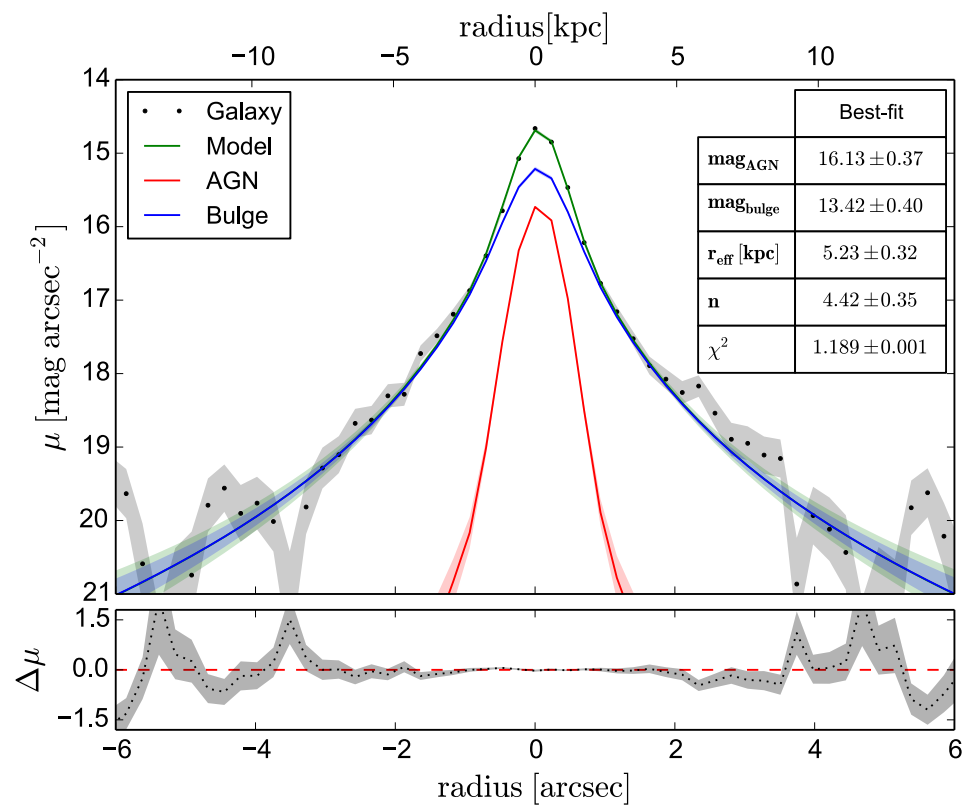 radius[kpc]
−10 −5 0 5 10
14
15
16
17
18
19
20
21
μ [mag arcsec⁻²]
Galaxy
Model
AGN
Bulge
Best-fit
mag_AGN 16.13 ±0.37
mag_bulge 13.42 ±0.40
r_eff [kpc] 5.23 ±0.32
n 4.42 ±0.35
χ² 1.189 ±0.001
1.5
0.0
−1.5
Δμ
−6 −4 −2 0 2 4 6
radius [arcsec]